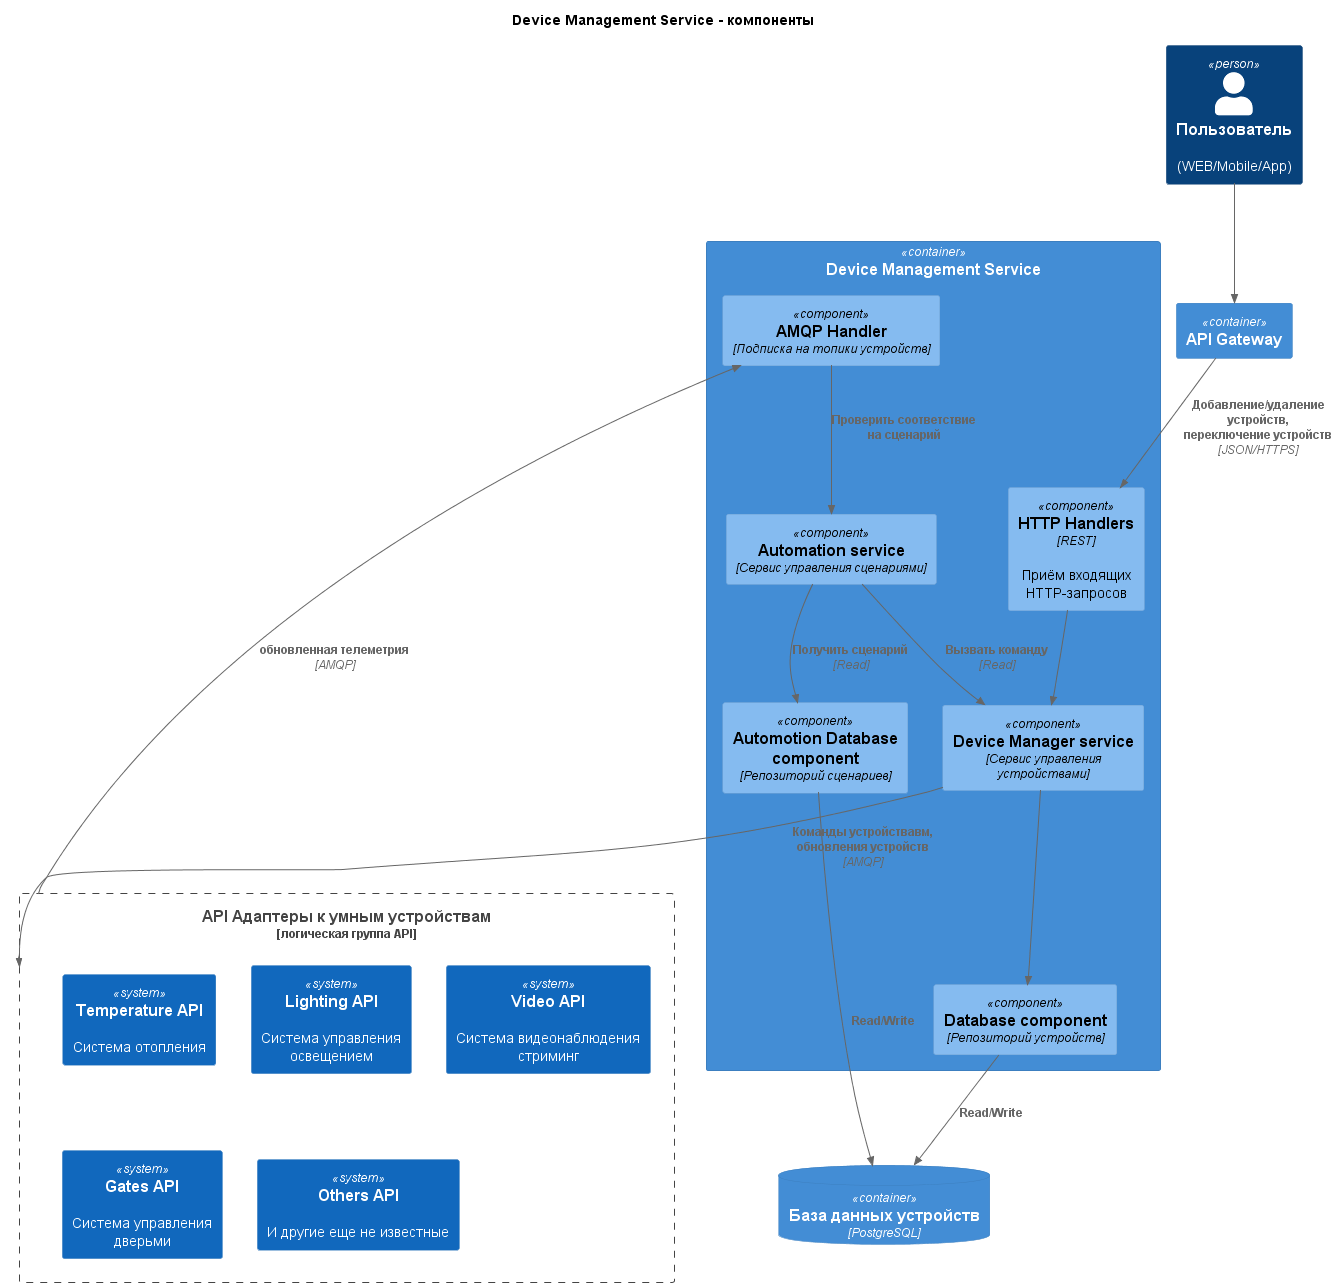 Device Management Service - компоненты
«person»
Пользователь
(WEB/Mobile/App)
«container»
Device Management Service
«component»
AMQP Handler
[Подписка на топики устройств]
«container»
API Gateway
Добавление/удаление
устройств,
переключение устройств
[JSON/HTTPS]
Проверить соответствие
на сценарий
«component»
HTTP Handlers
[REST]
Приём входящих
HTTP-запросов
«component»
Automation service
[Сервис управления сценариями]
обновленная телеметрия
[AMQP]
Получить сценарий
[Read]
Вызвать команду
[Read]
«component»
Automotion Database
component
[Репозиторий сценариев]
«component»
Device Manager service
[Сервис управления
устройствами]
Команды устройствавм,
обновления устройств
[AMQP]
API Адаптеры к умным устройствам
[логическая группа API]
«system»
Temperature API
Система отопления
«system»
Lighting API
Система управления
освещением
«system»
Video API
Система видеонаблюдения
стриминг
Read/Write
«component»
Database component
[Репозиторий устройств]
Read/Write
«system»
Gates API
Система управления
дверьми
«system»
Others API
И другие еще не известные
«container»
База данных устройств
[PostgreSQL]